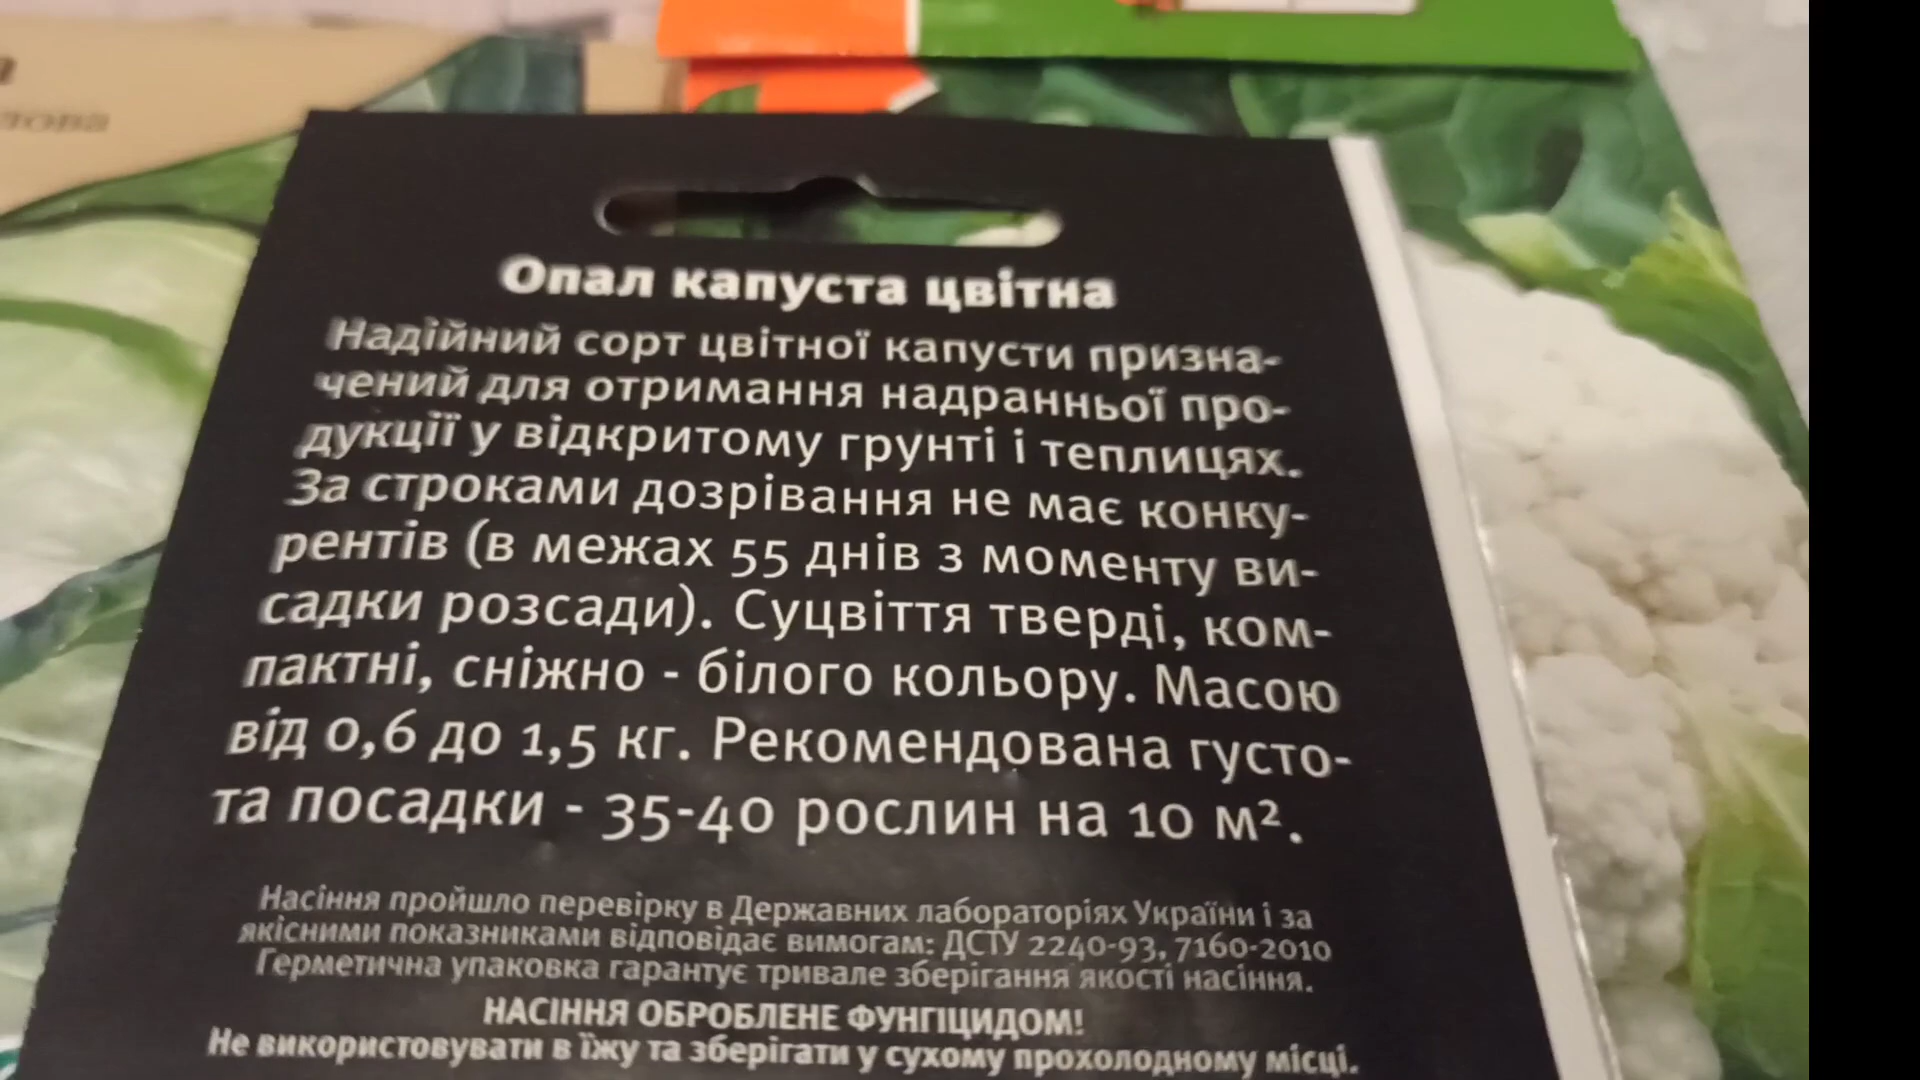 лова
Опал капуста цвітна
Надійний сорт цвітної капусти призна-
чений для отримання надранньої про-
дукції у відкритому грунті і теплицях.
За строками дозрівання не має конку-
рентів (в межах 55 днів з моменту ви-
садки розсади). Суцвіття тверді, ком-
пактні, сніжно - білого кольору. Масою
від 0,6 до 1,5 кг. Рекомендована густо-
та посадки - 35-40 рослин на 10 м².
Насіння пройшло перевірку в Державних лабораторіях України і за
якісними показниками відповідає вимогам: ДСТУ 2240-93, 7160-2010
Герметична упаковка гарантує тривале зберігання якості насіння.
НАСІННЯ ОБРОБЛЕНЕ ФУНГІЦИДОМ!
Не використовувати в їжу та зберігати у сухому прохолодному місці.